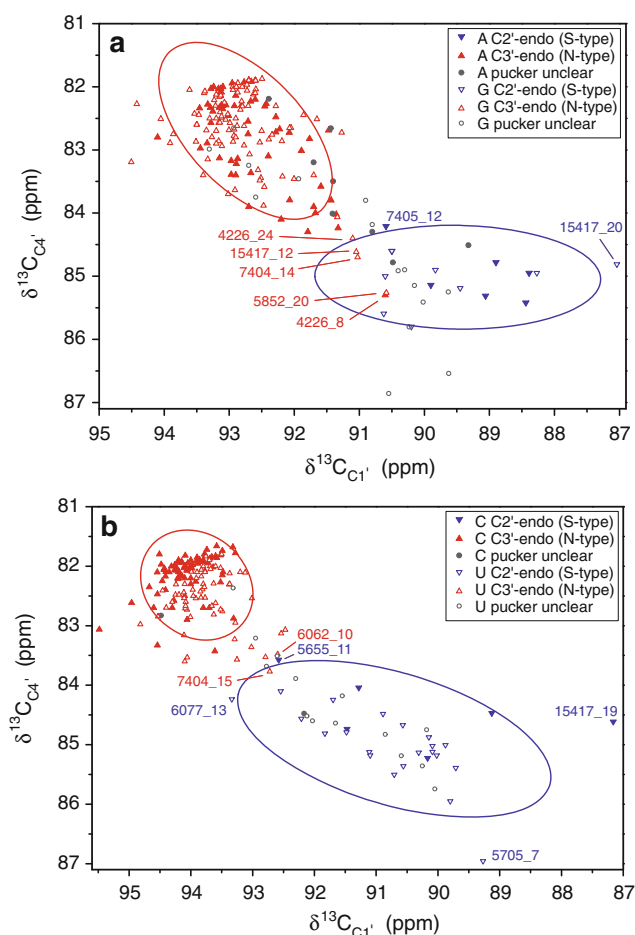 a
A C2'-endo (S-type)
A C3'-endo (N-type)
A pucker unclear
G C2'-endo (S-type)
G C3'-endo (N-type)
G pucker unclear
81
82
83
84
85
86
87
δ¹³C_C4' (ppm)
7405_12
15417_20
4226_24
15417_12
7404_14
5852_20
4226_8
95 94 93 92 91 90 89 88 87
δ¹³C_C1' (ppm)
b
C C2'-endo (S-type)
C C3'-endo (N-type)
C pucker unclear
U C2'-endo (S-type)
U C3'-endo (N-type)
U pucker unclear
81
82
83
84
85
86
87
δ¹³C_C4' (ppm)
6062_10
5655_11
7404_15
6077_13
15417_19
5705_7
95 94 93 92 91 90 89 88 87
δ¹³C_C1' (ppm)